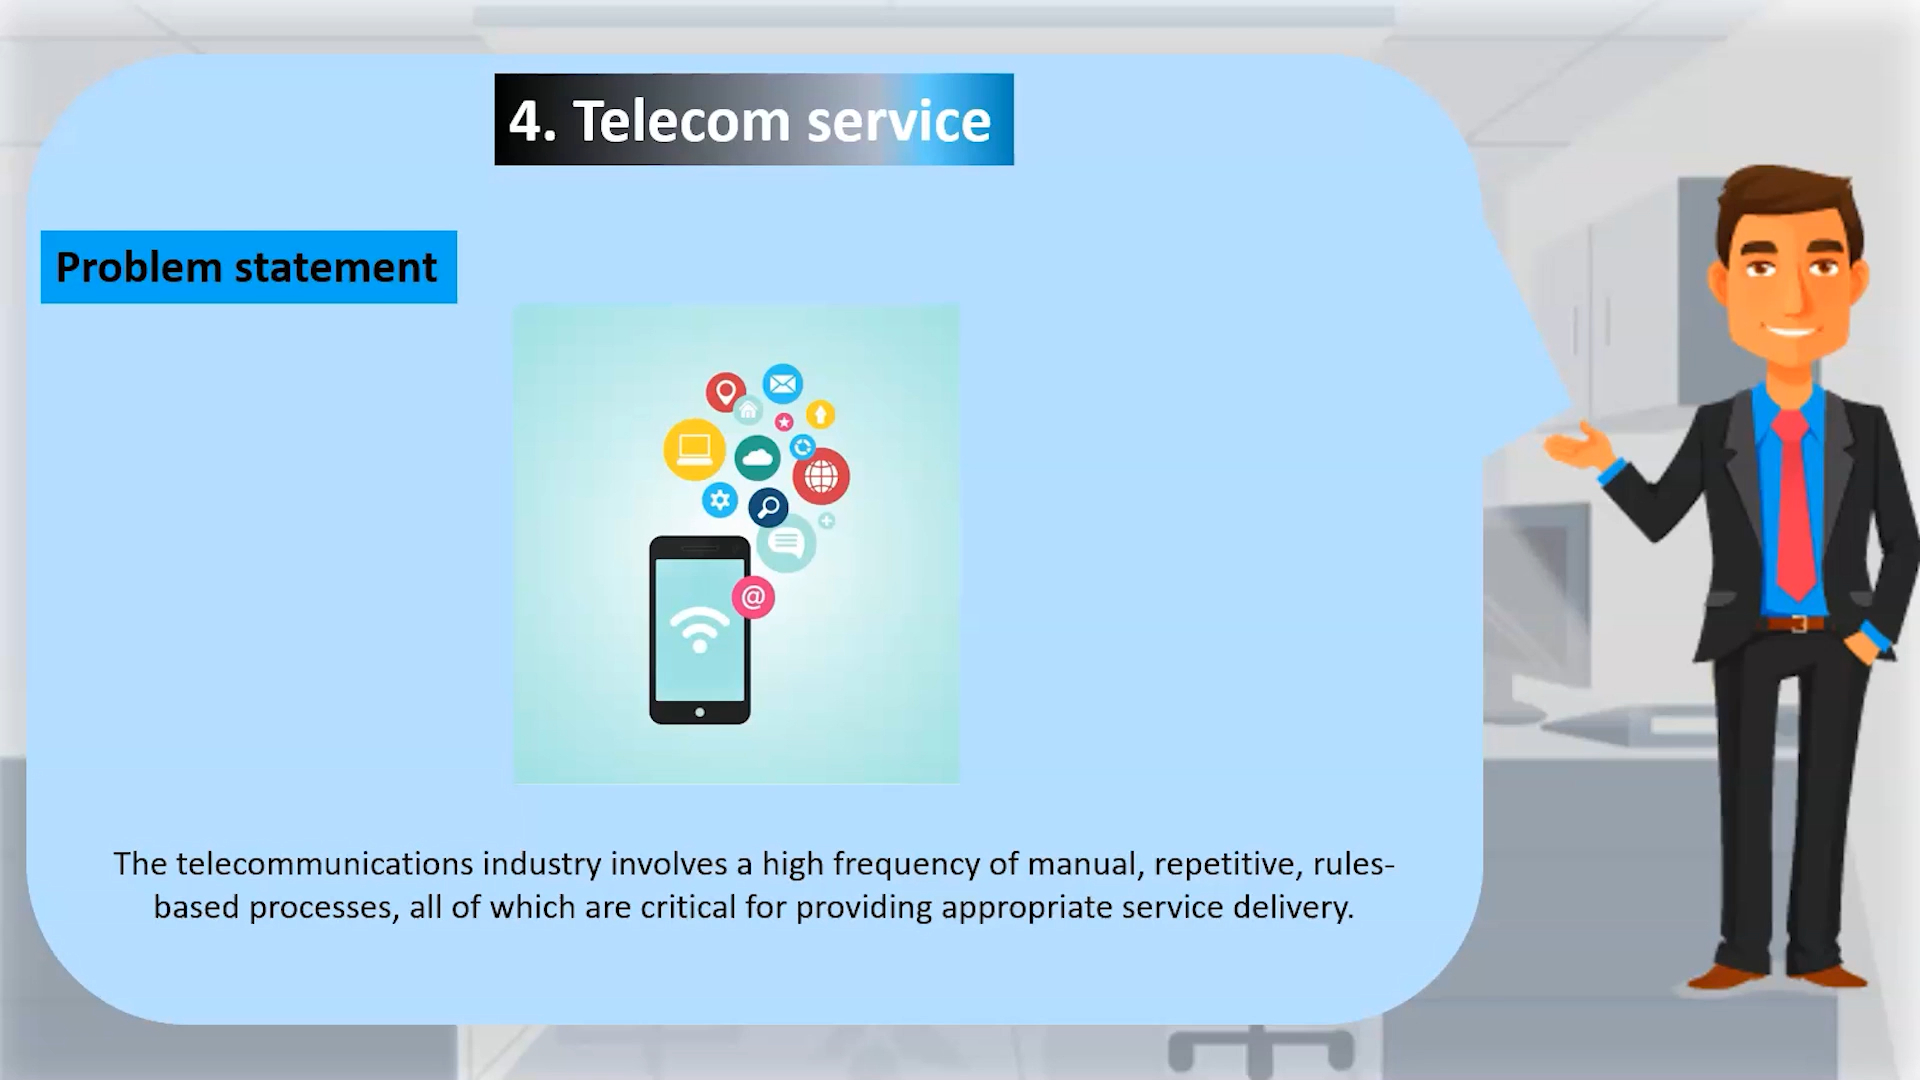 4. Telecom service
Problem statement
@
The telecommunications industry involves a high frequency of manual, repetitive, rules-
based processes, all of which are critical for providing appropriate service delivery.